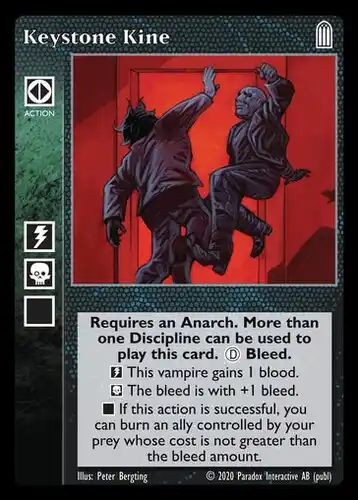 Keystone Kine
ACTION
Requires an Anarch. More than
one Discipline can be used to
play this card. Ⓓ Bleed.
This vampire gains 1 blood.
The bleed is with +1 bleed.
If this action is successful, you
can burn an ally controlled by your
prey whose cost is not greater than
the bleed amount.
Illus: Peter Bergting © 2020 Paradox Interactive AB (publ)